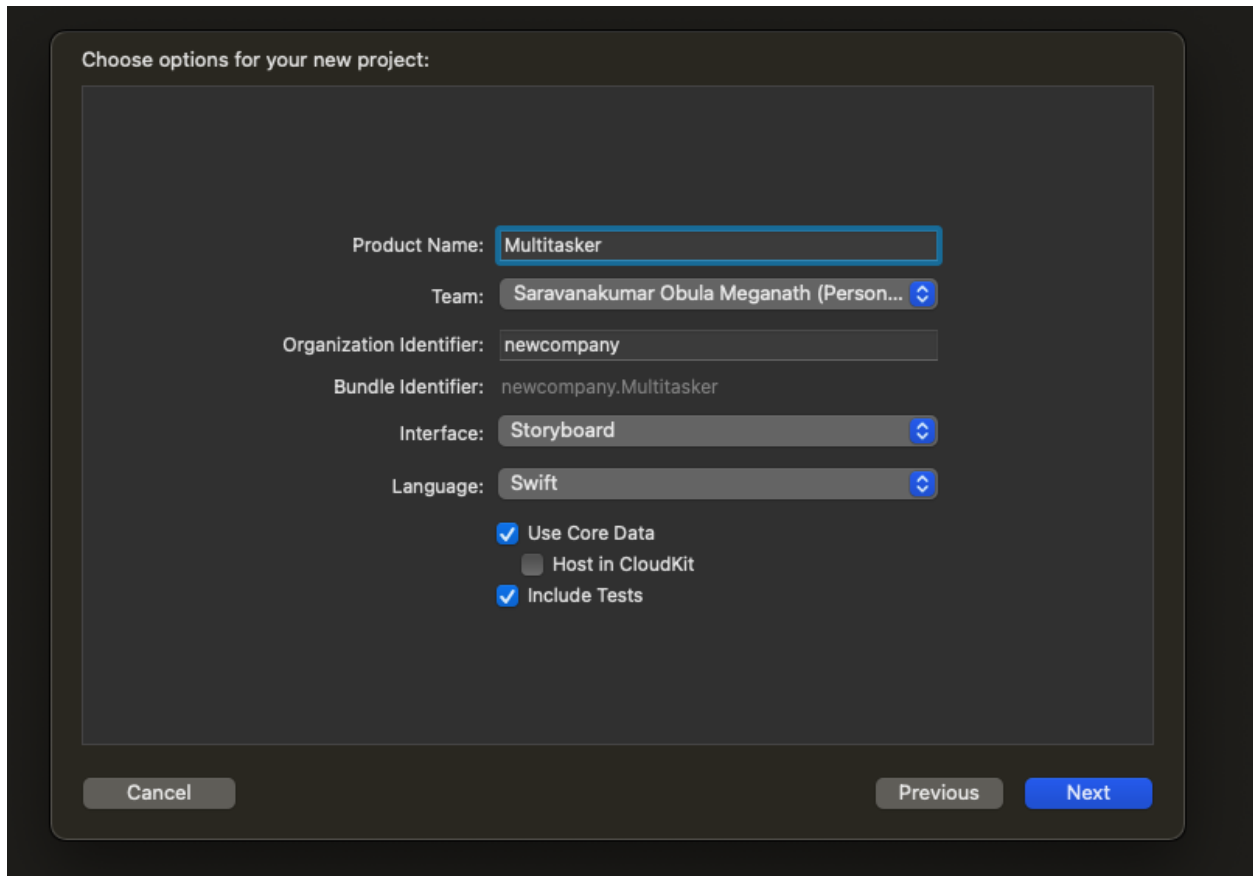 Choose options for your new project:
Product Name: Multitasker
Team: Saravanakumar Obula Meganath (Person...
Organization Identifier: newcompany
Bundle Identifier: newcompany.Multitasker
Interface: Storyboard
Language: Swift
Use Core Data
Host in CloudKit
Include Tests
Cancel Previous Next